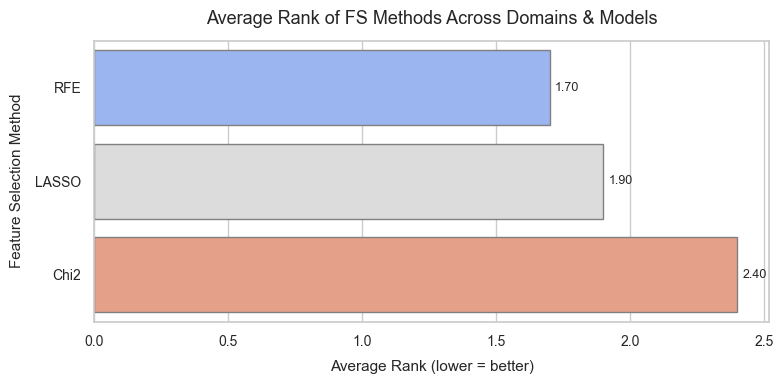 Average Rank of FS Methods Across Domains & Models
Feature Selection Method
RFE
1.70
LASSO
1.90
Chi2
2.40
0.0 0.5 1.0 1.5 2.0 2.5
Average Rank (lower = better)